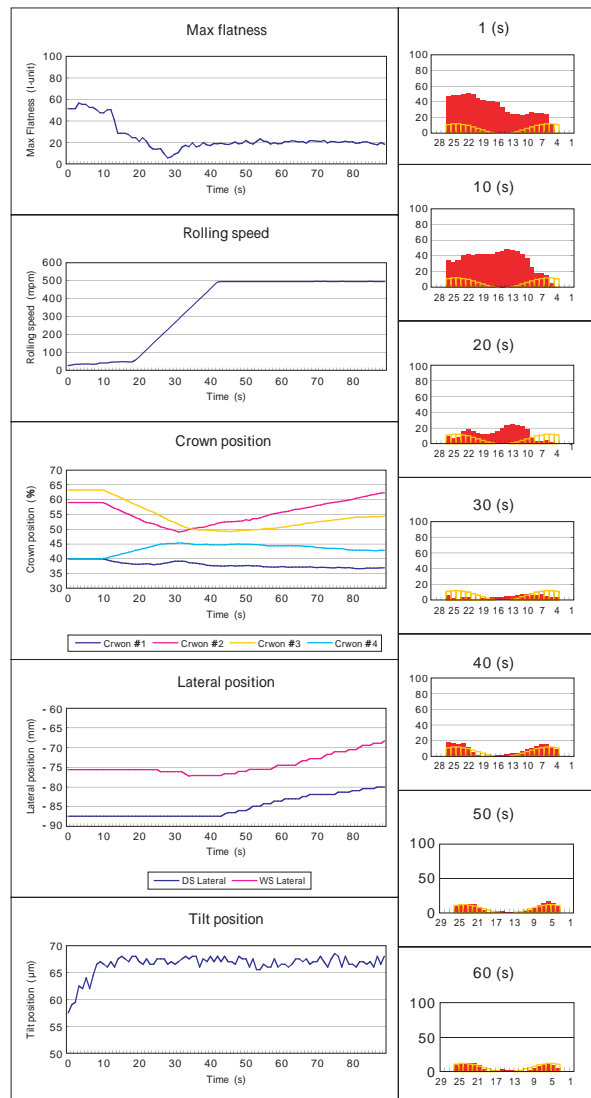 Max flatness
Max Flatness (I-unit)
100
80
60
40
20
0
0 10 20 30 40 50 60 70 80
Time (s)
Rolling speed
Rolling speed (mpm)
600
500
400
300
200
100
0
0 10 20 30 40 50 60 70 80
Time (s)
Crown position
Crown position (%)
70
65
60
55
50
45
40
35
30
0 10 20 30 40 50 60 70 80
Time (s)
Crwon #1 Crwon #2 Crwon #3 Crwon #4
Lateral position
Lateral position (mm)
- 60
- 65
- 70
- 75
- 80
- 85
- 90
0 10 20 30 40 50 60 70 80
Time (s)
DS Lateral WS Lateral
Tilt position
Tilt position (μm)
70
67
60
58
50
0 10 20 30 40 50 60 70 80
Time (s)
1 (s)
100
80
60
40
20
0
28 25 22 19 16 13 10 7 4 1
10 (s)
100
80
60
40
20
0
28 25 22 19 16 13 10 7 4 1
20 (s)
100
80
60
40
20
0
28 25 22 19 16 13 10 7 4 1
30 (s)
100
80
60
40
20
0
28 25 22 19 16 13 10 7 4 1
40 (s)
100
80
60
40
20
0
28 25 22 19 16 13 10 7 4 1
50 (s)
100
50
0
29 25 21 17 13 9 5 1
60 (s)
100
50
0
29 25 21 17 13 9 5 1